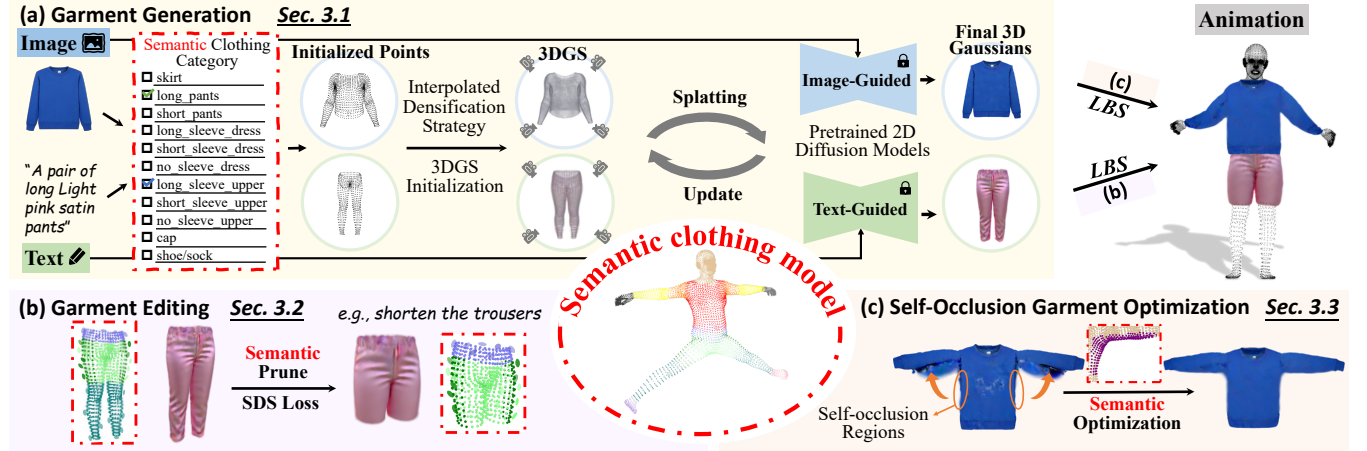 (a) Garment Generation Sec. 3.1
Image
Semantic Clothing
Category
skirt
long_pants
short_pants
long_sleeve_dress
short_sleeve_dress
no_sleeve_dress
long_sleeve_upper
short_sleeve_upper
no_sleeve_upper
cap
shoe/sock
"A pair of
long Light
pink satin
pants"
Text
Initialized Points
Interpolated
Densification
Strategy
3DGS
Initialization
3DGS
Splatting
Update
Image-Guided
Pretrained 2D
Diffusion Models
Text-Guided
Final 3D
Gaussians
(c)
LBS
LBS
(b)
Animation
Semantic clothing model
(b) Garment Editing Sec. 3.2
e.g., shorten the trousers
Semantic
Prune
SDS Loss
(c) Self-Occlusion Garment Optimization Sec. 3.3
Self-occlusion
Regions
Semantic
Optimization